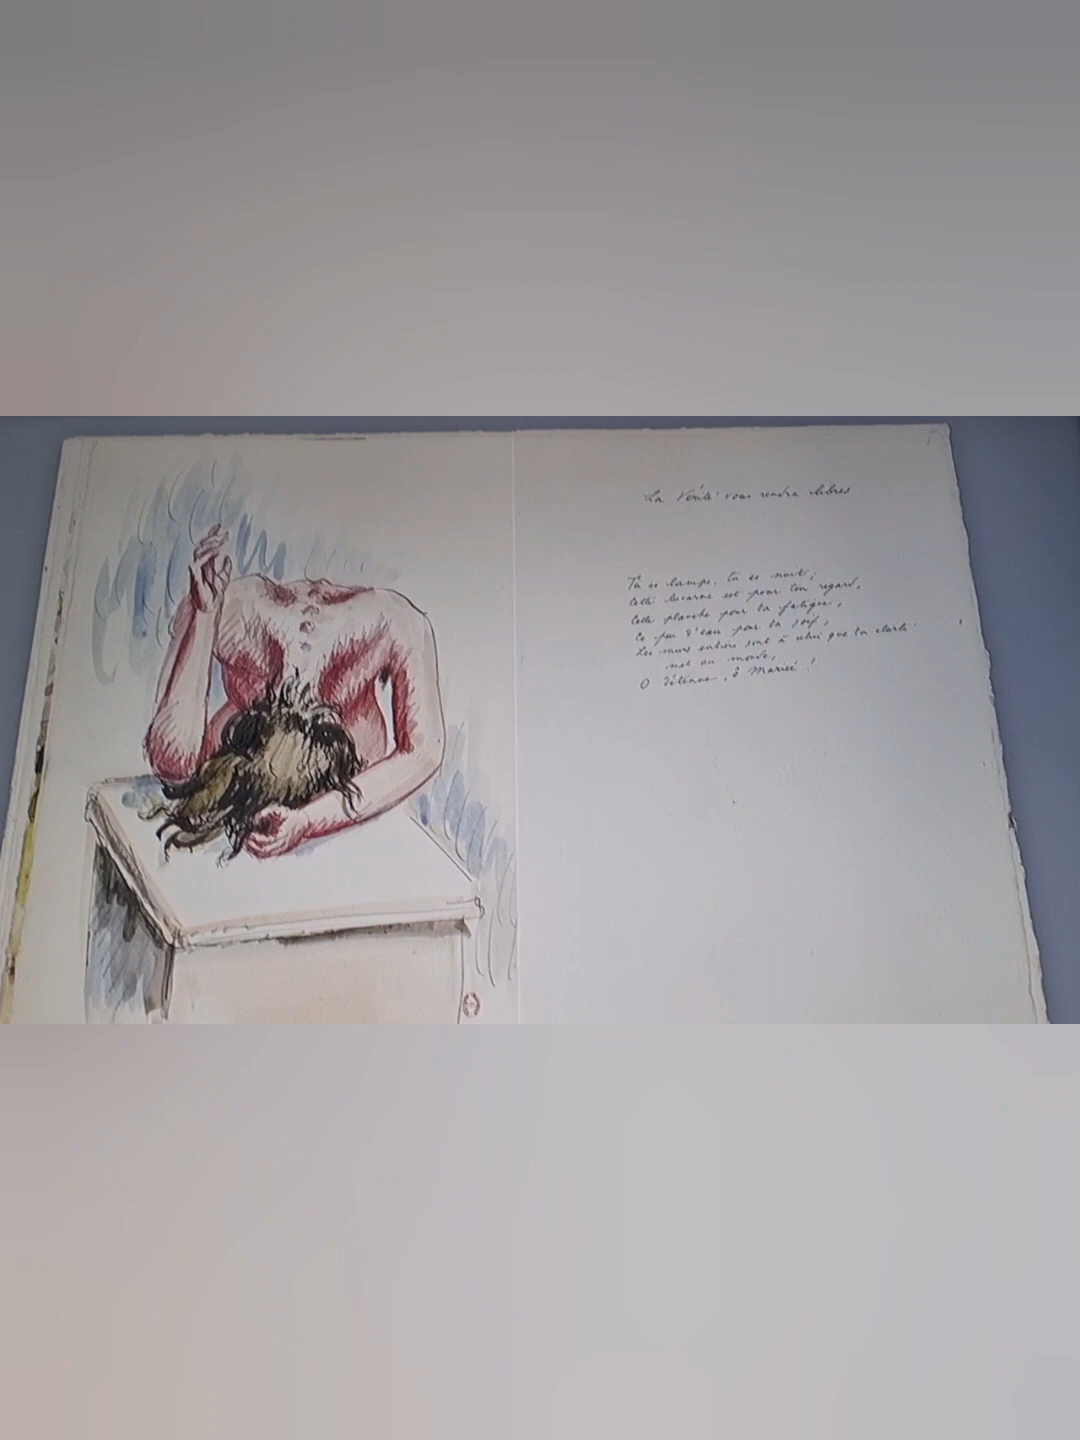 La Vérité vous rendra libres
Tu es lampe, tu es nuit ;
Cette lucarne est pour ton regard,
Cette planche pour ta fatigue,
Ce peu d'eau pour ta soif,
Les murs entiers sont à celui que ta clarté
met au monde,
O détenue, ô Mariée !